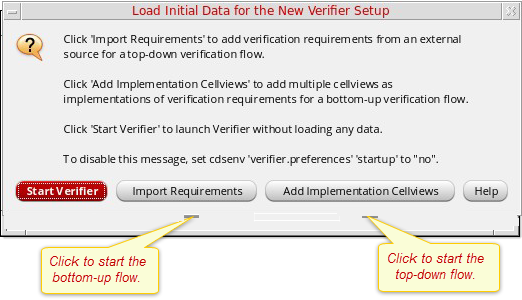 Load Initial Data for the New Verifier Setup
Click 'Import Requirements' to add verification requirements from an external
source for a top-down verification flow.
Click 'Add Implementation Cellviews' to add multiple cellviews as
implementations of verification requirements for a bottom-up verification flow.
Click 'Start Verifier' to launch Verifier without loading any data.
To disable this message, set cdsenv 'verifier.preferences' 'startup' to "no".
Start Verifier
Import Requirements
Add Implementation Cellviews
Help
Click to start the
bottom-up flow.
Click to start the
top-down flow.